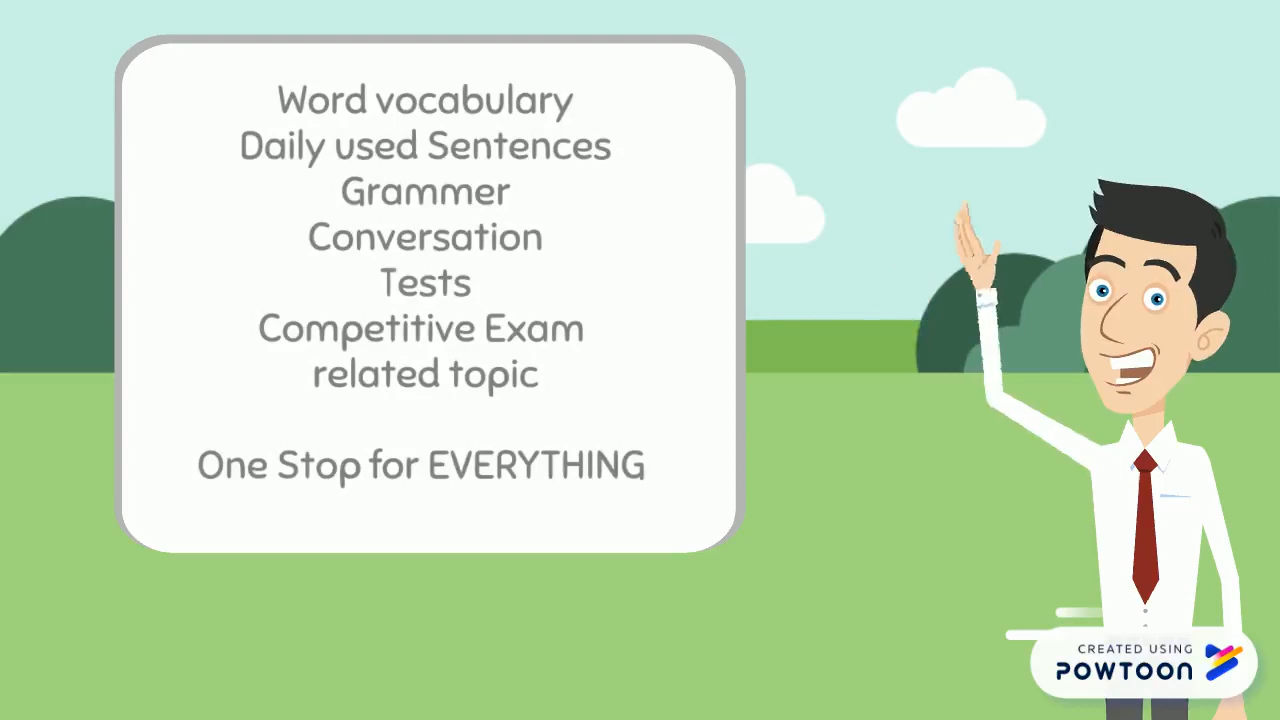 Word vocabulary
Daily used Sentences
Grammer
Conversation
Tests
Competitive Exam
related topic
One Stop for EVERYTHING
CREATED USING
POWTOON